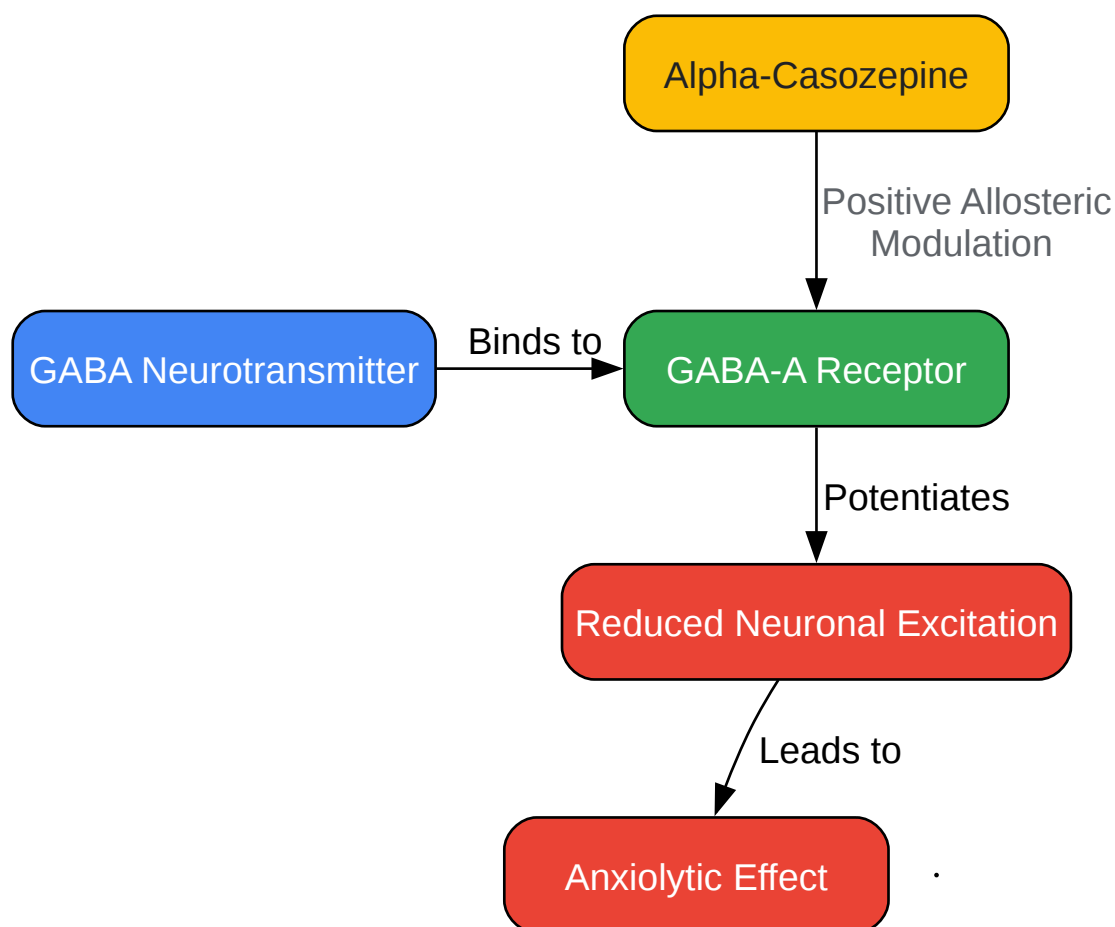 Alpha-Casozepine
Positive Allosteric
Modulation
GABA Neurotransmitter
Binds to
GABA-A Receptor
Potentiates
Reduced Neuronal Excitation
Leads to
Anxiolytic Effect